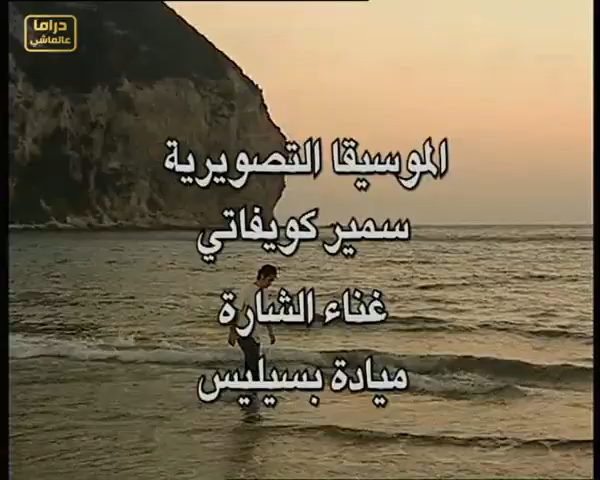 دراما
عالماشي
الموسيقا التصويرية
سمير كويفاتي
غناء الشارة
ميادة بسيليس